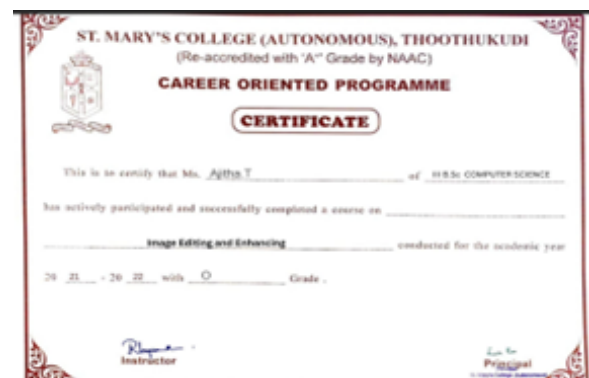 ST. MARY'S COLLEGE (AUTONOMOUS), THOOTHUKUDI
(Re-accredited with 'A+' Grade by NAAC)
CAREER ORIENTED PROGRAMME
CERTIFICATE
This is to certify that Ms. Ajitha.T of III B.Sc COMPUTER SCIENCE
has actively participated and successfully completed a course on
Image Editing and Enhancing conducted for the academic year
20 21 - 20 22 with O Grade .
Instructor Principal